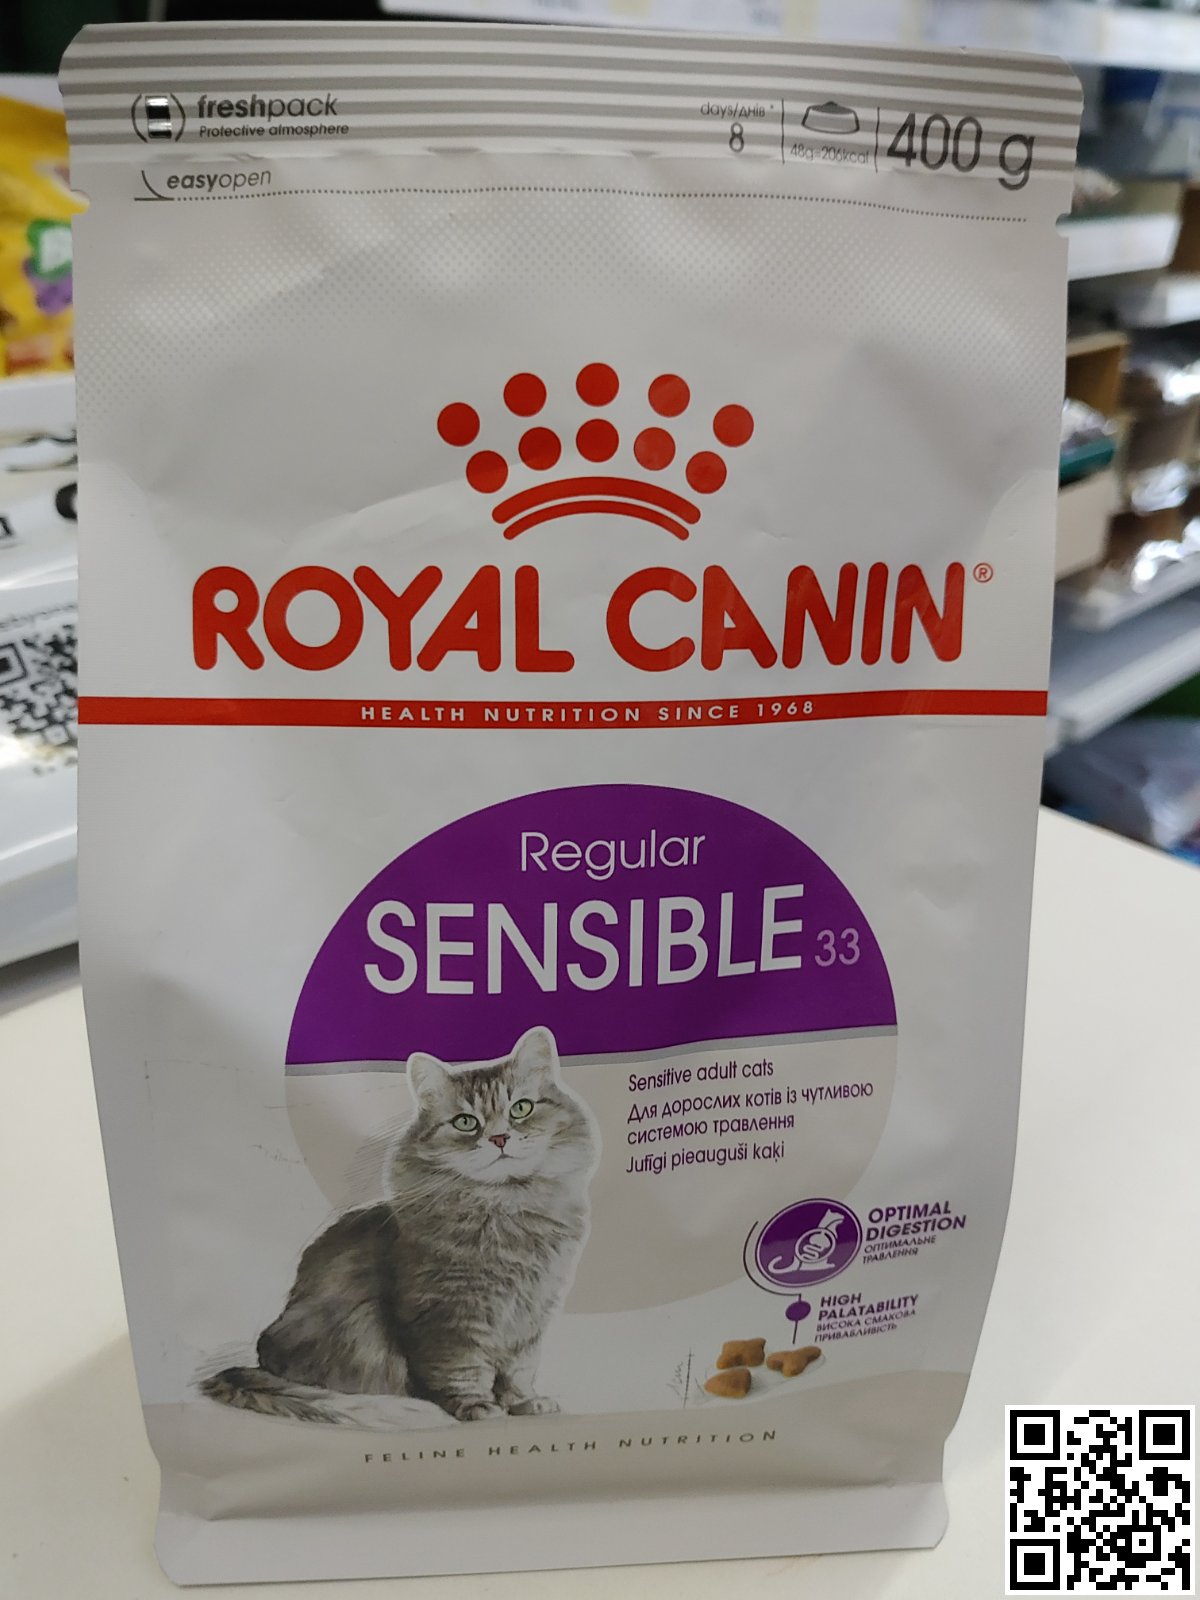 freshpack
Protective atmosphere
easyopen
days/днів *
8
48g=206kcal
400 g
ROYAL CANIN®
HEALTH NUTRITION SINCE 1968
Regular
SENSIBLE 33
Sensitive adult cats
Для дорослих котів із чутливою
системою травлення
Jutīgi pieauguši kaķi
OPTIMAL
DIGESTION
ОПТИМАЛЬНЕ
ТРАВЛЕННЯ
HIGH
PALATABILITY
ВИСОКА СМАКОВА
ПРИВАБЛИВІСТЬ
FELINE HEALTH NUTRITION